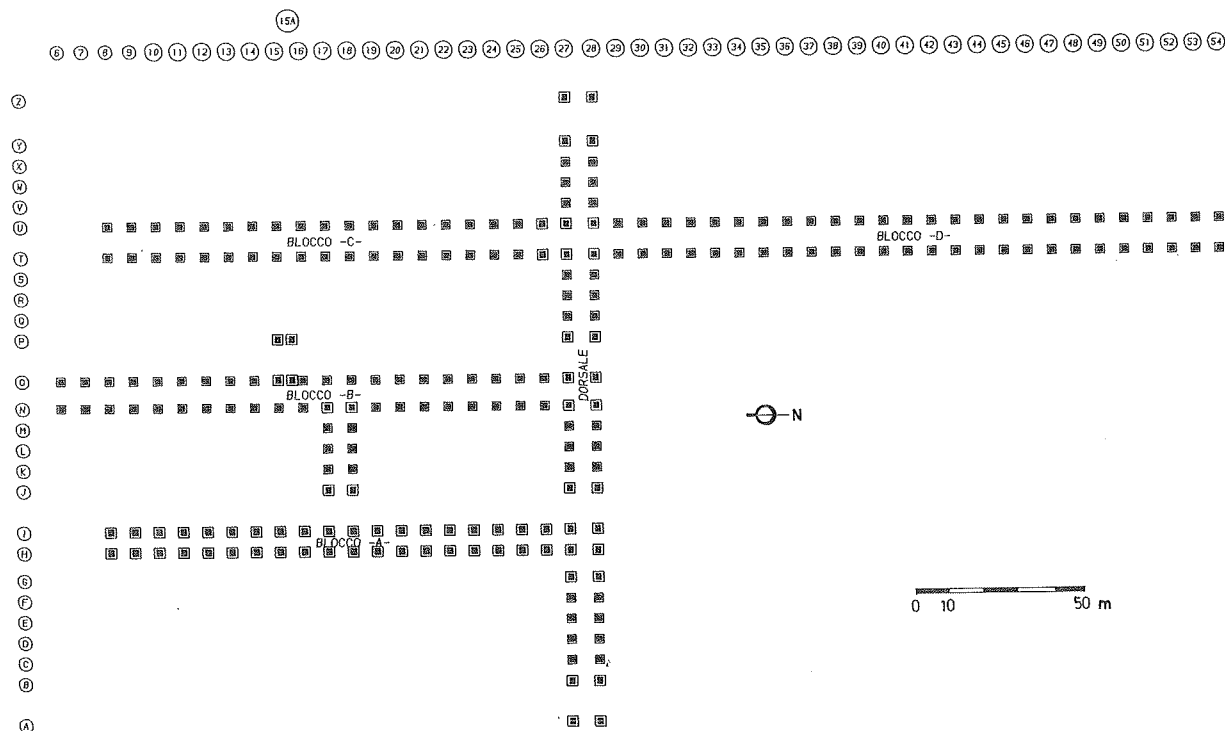 15A
6 7 8 9 10 11 12 13 14 15 16 17 18 19 20 21 22 23 24 25 26 27 28 29 30 31 32 33 34 35 36 37 38 39 40 41 42 43 44 45 46 47 48 49 50 51 52 53 54
Z
Y
X
W
V
U
BLOCCO -C-
BLOCCO -D-
T
S
R
Q
P
DORSALE
O
BLOCCO -B-
N
N
M
L
K
J
I
BLOCCO -A-
H
G
F
0 10 50 m
E
D
C
B
A